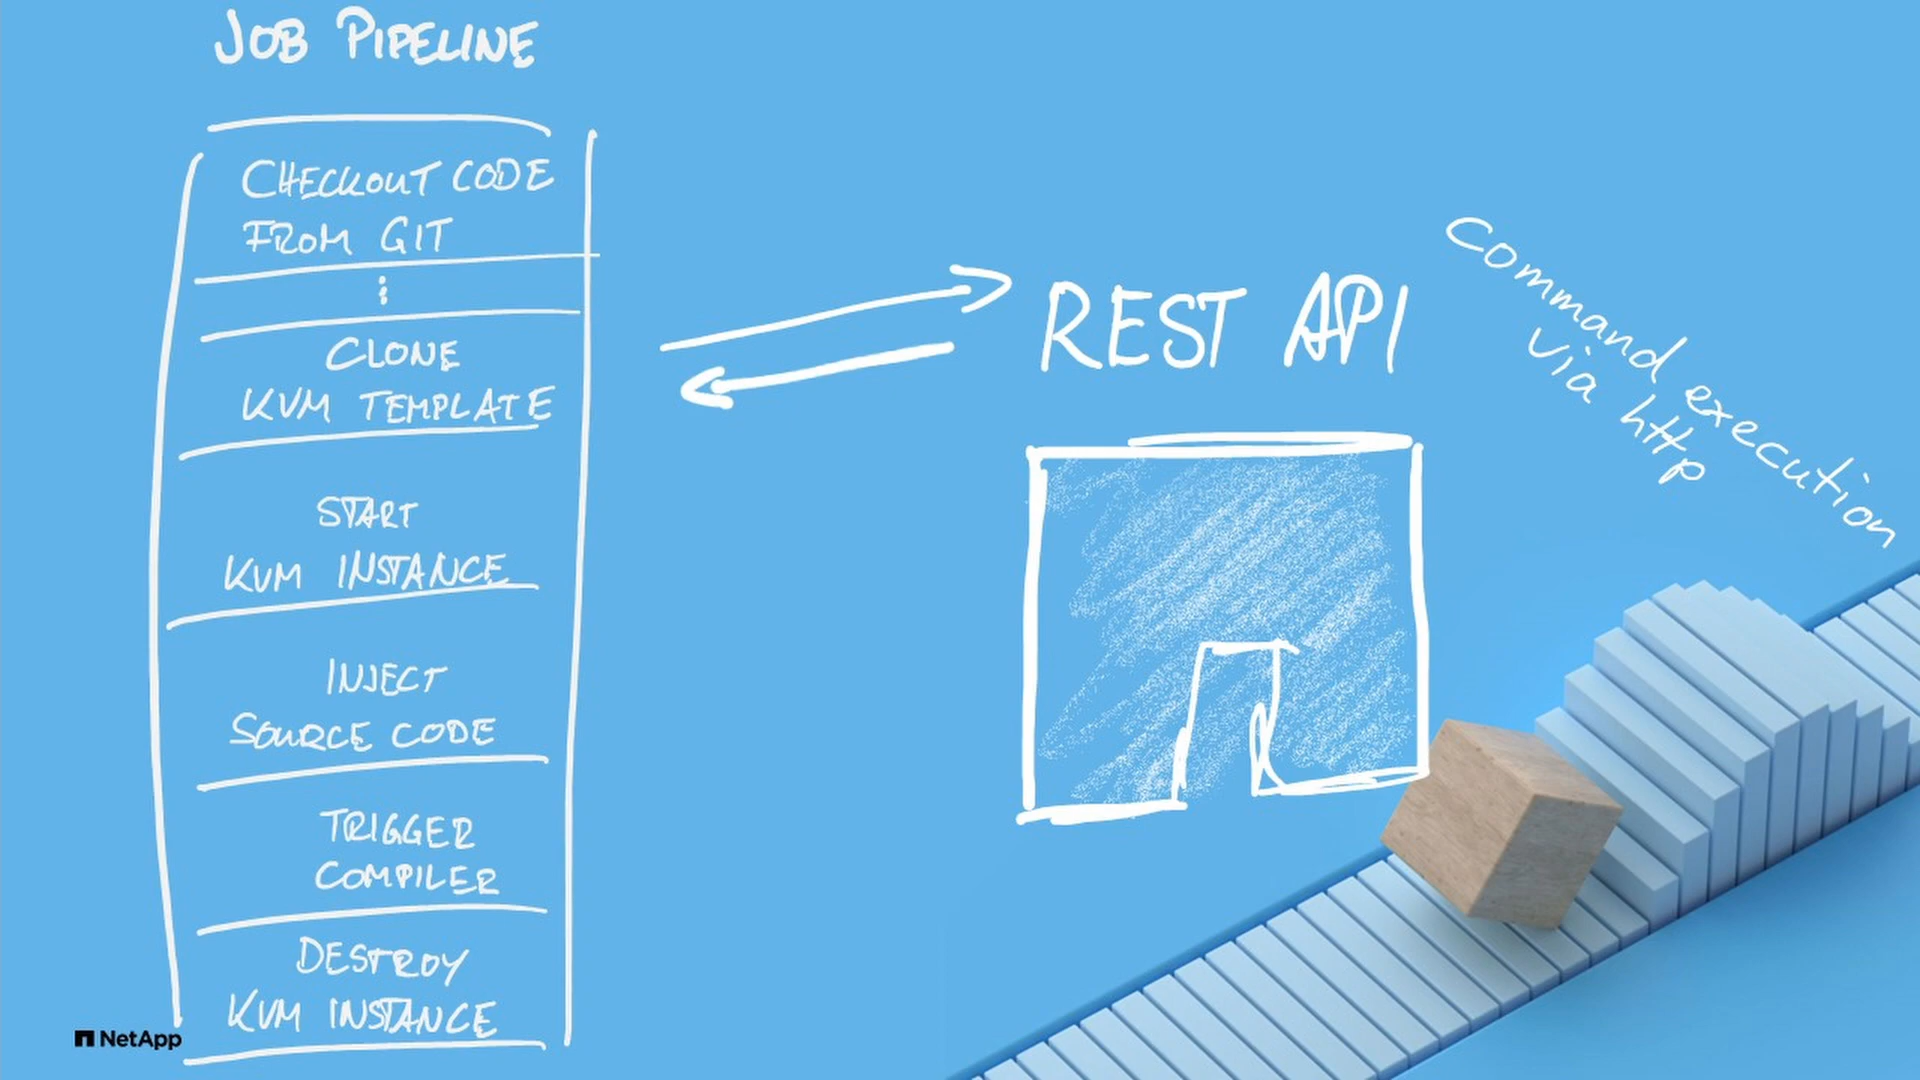 JOB PIPELINE
CHECKOUT CODE
FROM GIT
CLONE
KVM TEMPLATE
START
KVM INSTANCE
INJECT
SOURCE CODE
TRIGGER
COMPILER
DESTROY
KVM INSTANCE
REST API
Command execution
via http
NetApp